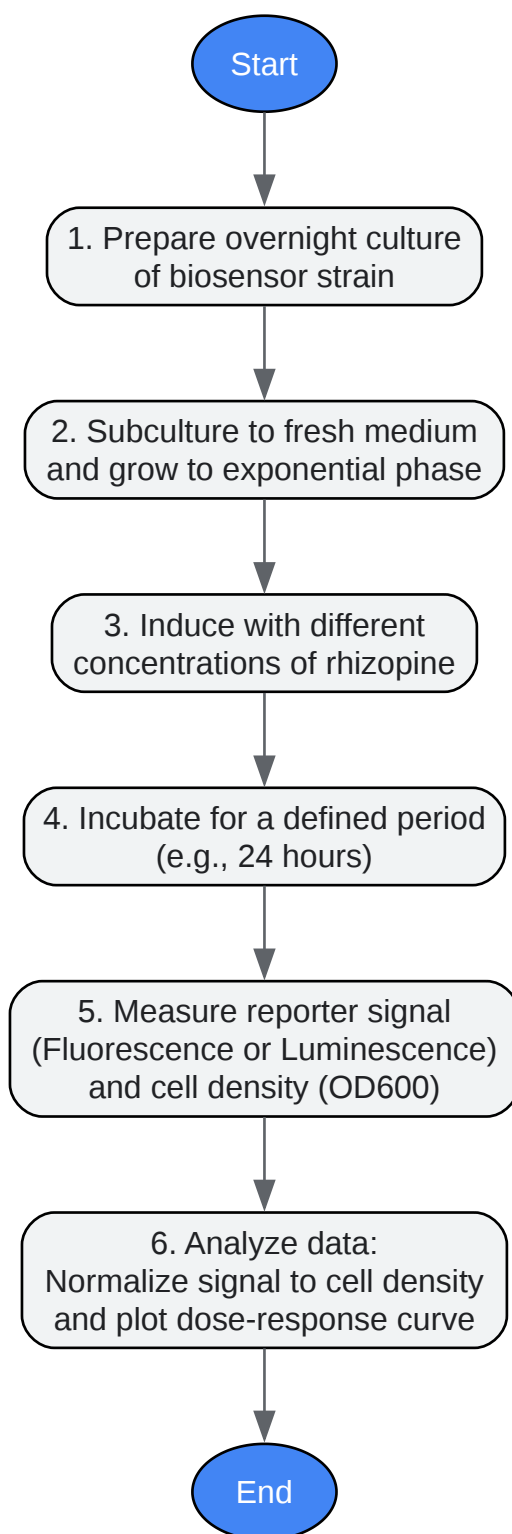 Start
1. Prepare overnight culture
of biosensor strain
2. Subculture to fresh medium
and grow to exponential phase
3. Induce with different
concentrations of rhizopine
4. Incubate for a defined period
(e.g., 24 hours)
5. Measure reporter signal
(Fluorescence or Luminescence)
and cell density (OD600)
6. Analyze data:
Normalize signal to cell density
and plot dose-response curve
End